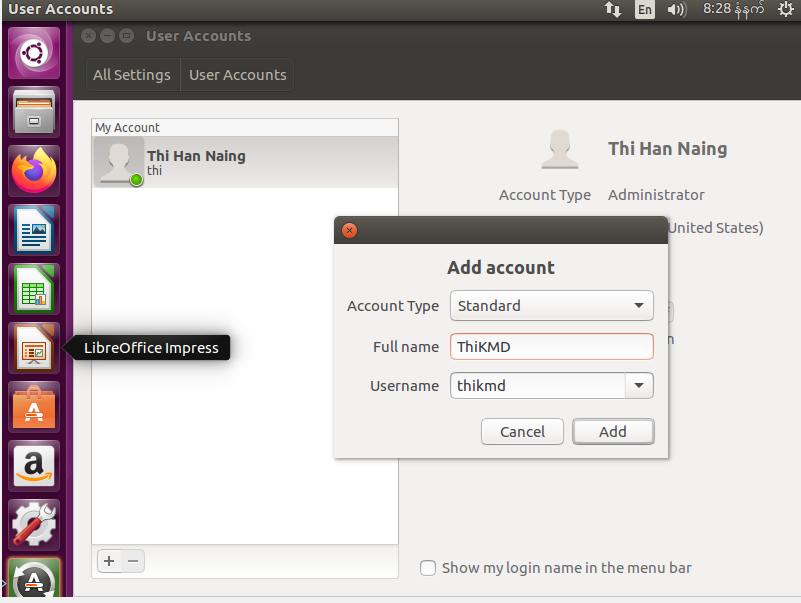 User Accounts
En
8:28 နံနက်
User Accounts
All Settings
User Accounts
My Account
Thi Han Naing
thi
Thi Han Naing
Account Type Administrator
United States)
Add account
Account Type Standard
Full name ThiKMD
Username thikmd
Cancel
Add
LibreOffice Impress
Show my login name in the menu bar